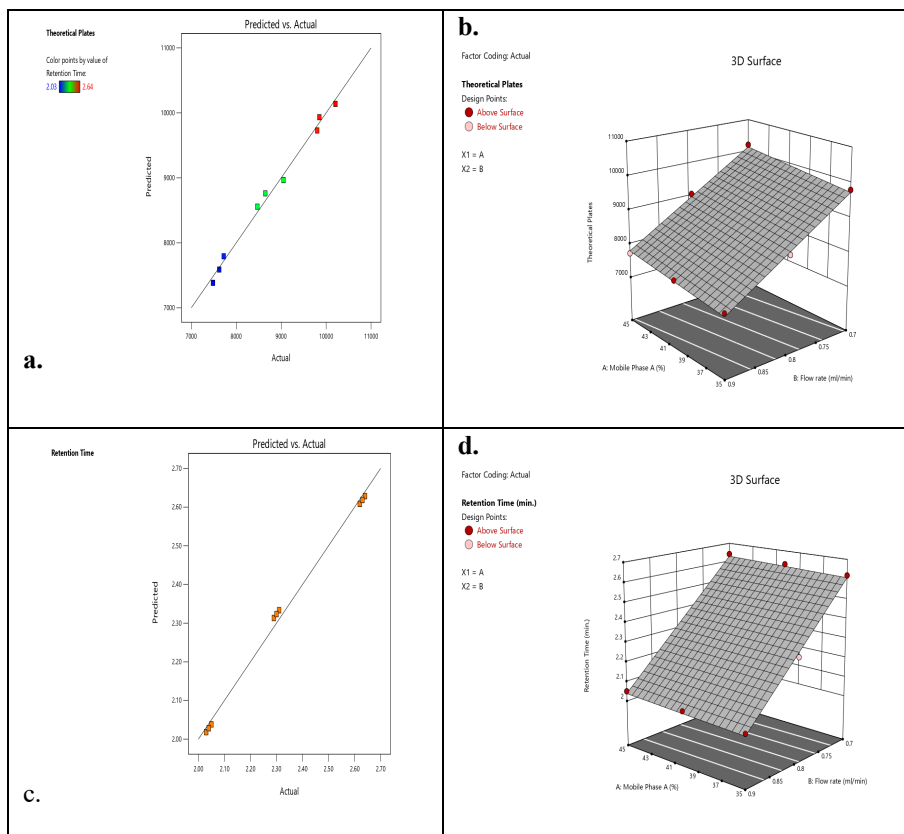 Predicted vs. Actual
Theoretical Plates
Color points by value of
Retention Time:
2.03 2.64
11000
10000
9000
8000
7000
Predicted
7000 8000 9000 10000 11000
Actual
a.
b.
Factor Coding: Actual
3D Surface
Theoretical Plates
Design Points:
Above Surface
Below Surface
X1 = A
X2 = B
11000
10000
9000
8000
7000
Theoretical Plates
45 43 41 39 37 35
A: Mobile Phase A (%)
0.9 0.85 0.8 0.75 0.7
B: Flow rate (ml/min)
Predicted vs. Actual
Retention Time
2.70
2.60
2.50
2.40
2.30
2.20
2.10
2.00
Predicted
2.00 2.10 2.20 2.30 2.40 2.50 2.60 2.70
Actual
c.
d.
Factor Coding: Actual
3D Surface
Retention Time (min.)
Design Points:
Above Surface
Below Surface
X1 = A
X2 = B
2.7
2.6
2.5
2.4
2.3
2.2
2.1
2
Retention Time (min.)
45 43 41 39 37 35
A: Mobile Phase A (%)
0.9 0.85 0.8 0.75 0.7
B: Flow rate (ml/min)